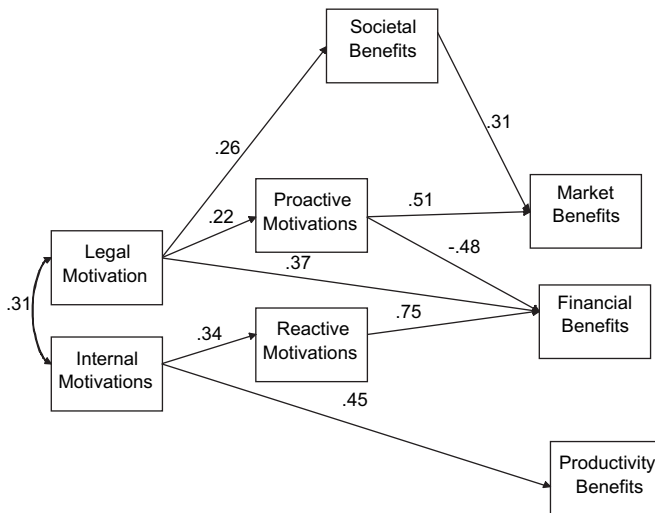 Societal
Benefits
.31
.26
Proactive
Motivations
.51
Market
Benefits
.22
-.48
Legal
Motivation
.37
Financial
Benefits
.31
.75
Reactive
Motivations
.34
Internal
Motivations
.45
Productivity
Benefits